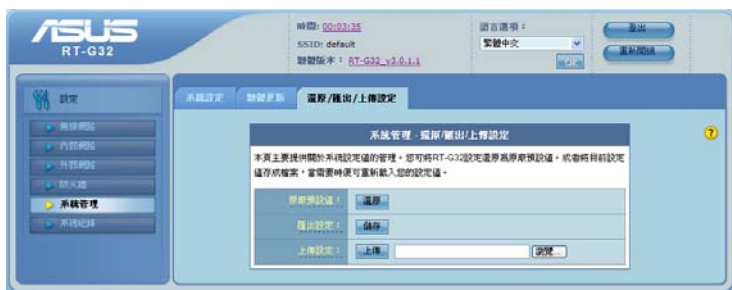 ASUS
RT-G32
時間: 00:03:35
SSID: default
韌體版本: RT-G32_v3.0.1.1
語言選項:
繁體中文
登出
重新開機
設定
無線網路
內部網路
外部網路
防火牆
系統管理
系統紀錄
系統設定
韌體更新
還原/匯出/上傳設定
系統管理 - 還原/匯出/上傳設定
本頁主要提供關於系統設定值的管理。您可將RT-G32設定還原為原廠預設值。或者將目前設定
值存成檔案,當需要時便可重新載入您的設定值。
原廠預設值:
還原
匯出設定:
儲存
上傳設定:
上傳
瀏覽...
?